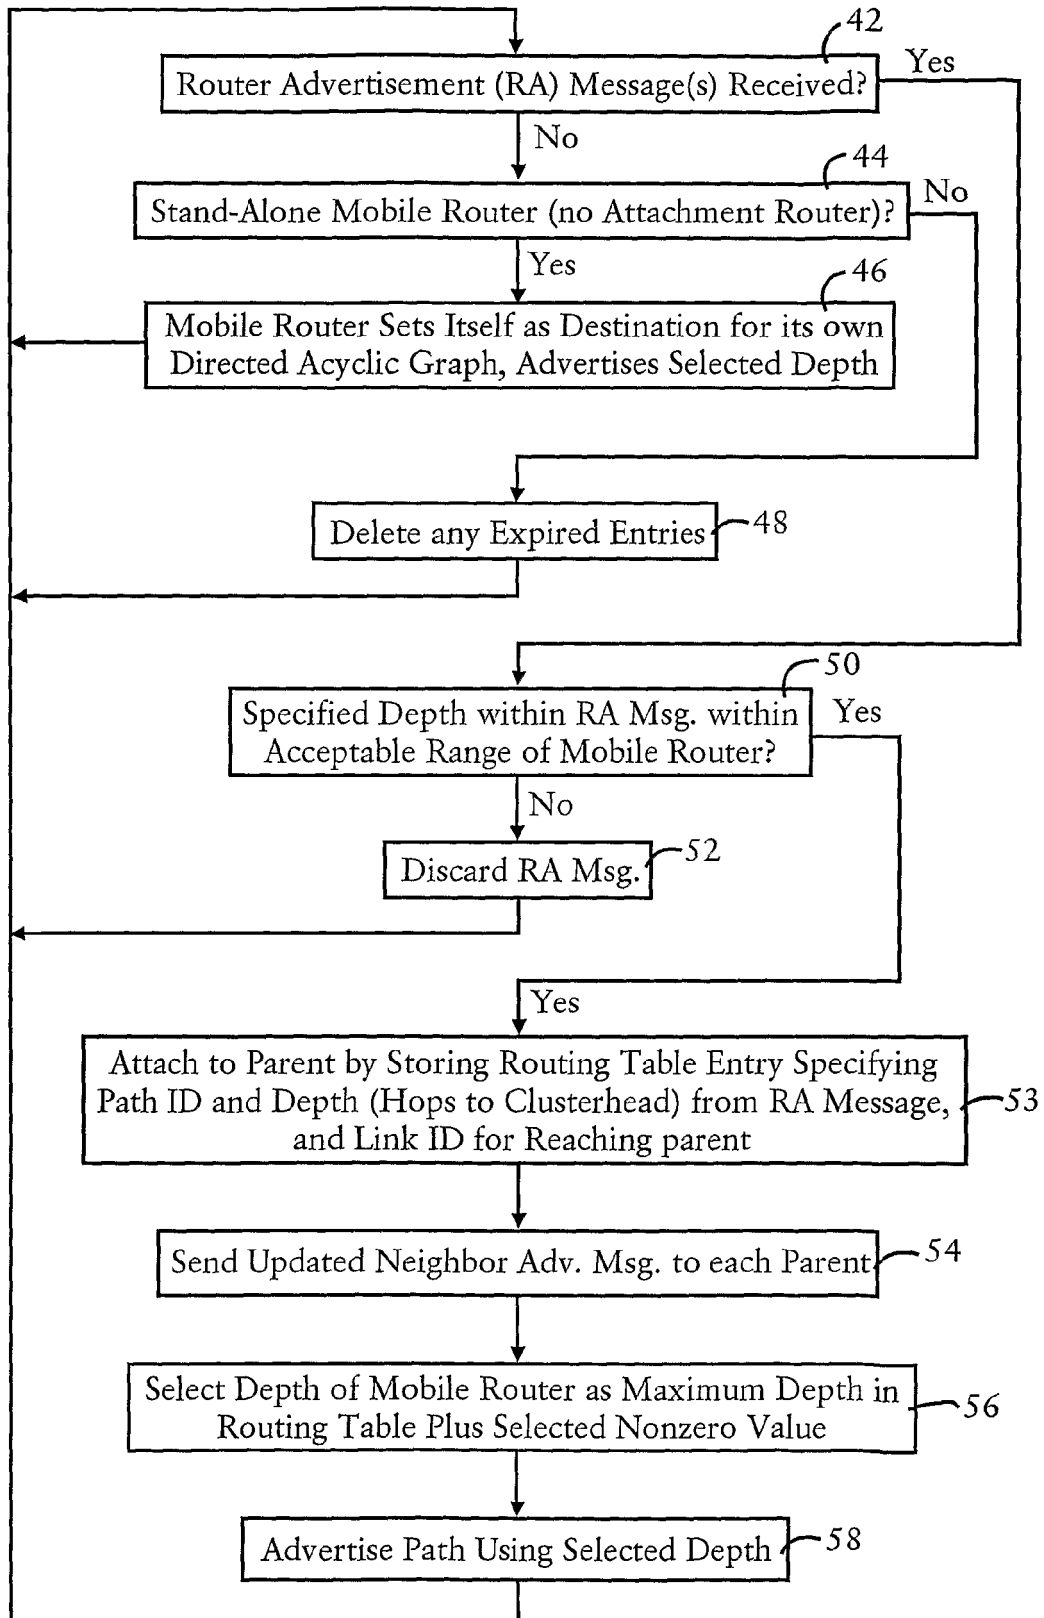 42
Router Advertisement (RA) Message(s) Received?
Yes
No
44
Stand-Alone Mobile Router (no Attachment Router)?
No
Yes
46
Mobile Router Sets Itself as Destination for its own
Directed Acyclic Graph, Advertises Selected Depth
Delete any Expired Entries
48
50
Specified Depth within RA Msg. within
Acceptable Range of Mobile Router?
Yes
No
Discard RA Msg.
52
Yes
Attach to Parent by Storing Routing Table Entry Specifying
Path ID and Depth (Hops to Clusterhead) from RA Message,
and Link ID for Reaching parent
53
Send Updated Neighbor Adv. Msg. to each Parent
54
Select Depth of Mobile Router as Maximum Depth in
Routing Table Plus Selected Nonzero Value
56
Advertise Path Using Selected Depth
58